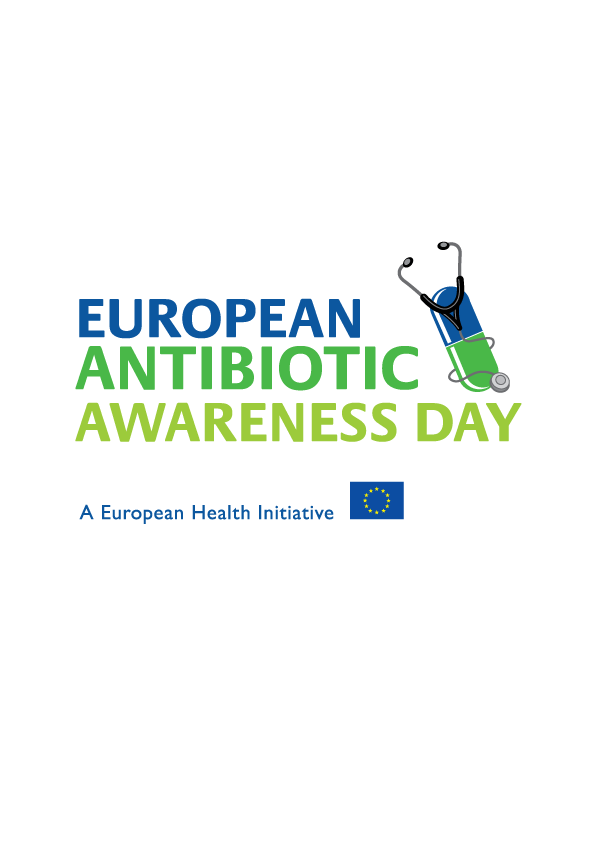 EUROPEAN
ANTIBIOTIC
AWARENESS DAY
A European Health Initiative